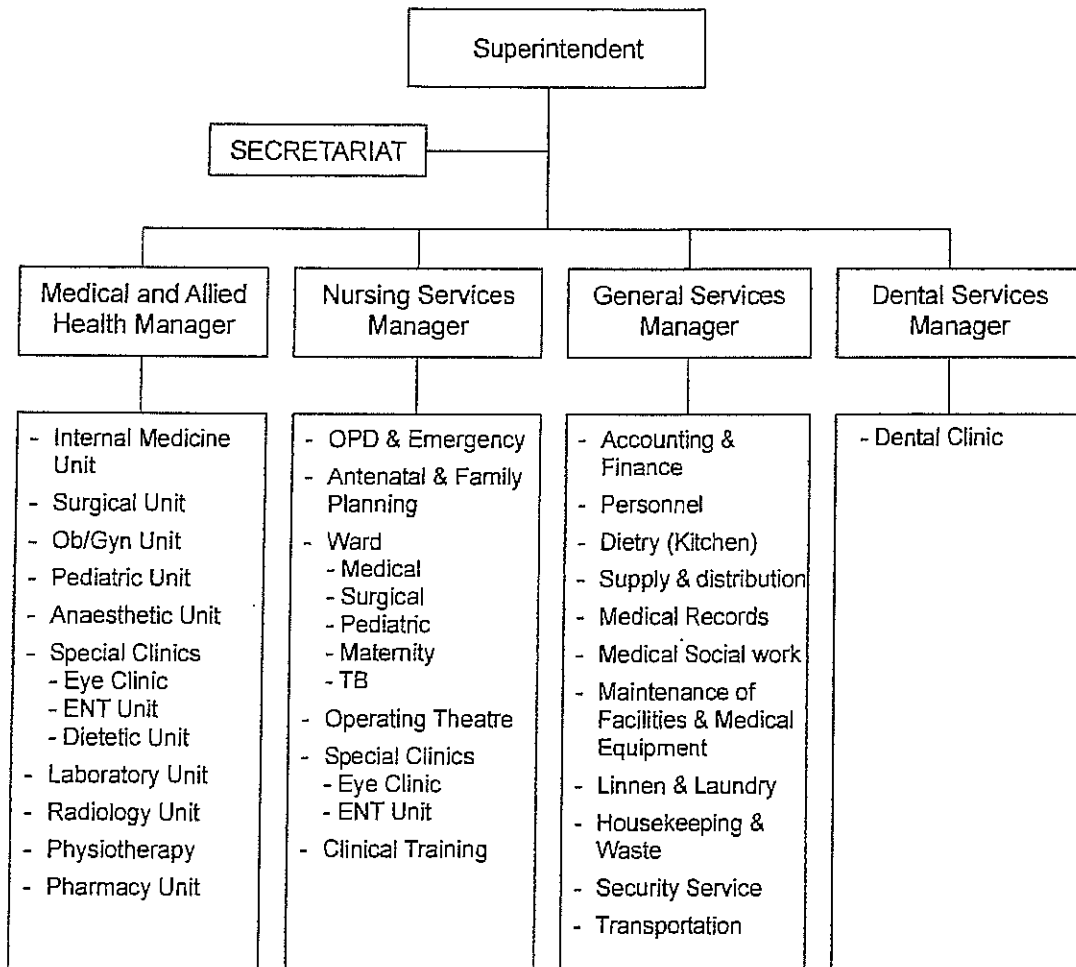 Superintendent
SECRETARIAT
Medical and Allied
Health Manager
Nursing Services
Manager
General Services
Manager
Dental Services
Manager
- Internal Medicine
Unit
- Surgical Unit
- Ob/Gyn Unit
- Pediatric Unit
- Anaesthetic Unit
- Special Clinics
- Eye Clinic
- ENT Unit
- Dietetic Unit
- Laboratory Unit
- Radiology Unit
- Physiotherapy
- Pharmacy Unit
- OPD & Emergency
- Antenatal & Family
Planning
- Ward
- Medical
- Surgical
- Pediatric
- Maternity
- TB
- Operating Theatre
- Special Clinics
- Eye Clinic
- ENT Unit
- Clinical Training
- Accounting &
Finance
- Personnel
- Dietry (Kitchen)
- Supply & distribution
- Medical Records
- Medical Social work
- Maintenance of
Facilities & Medical
Equipment
- Linnen & Laundry
- Housekeeping &
Waste
- Security Service
- Transportation
- Dental Clinic